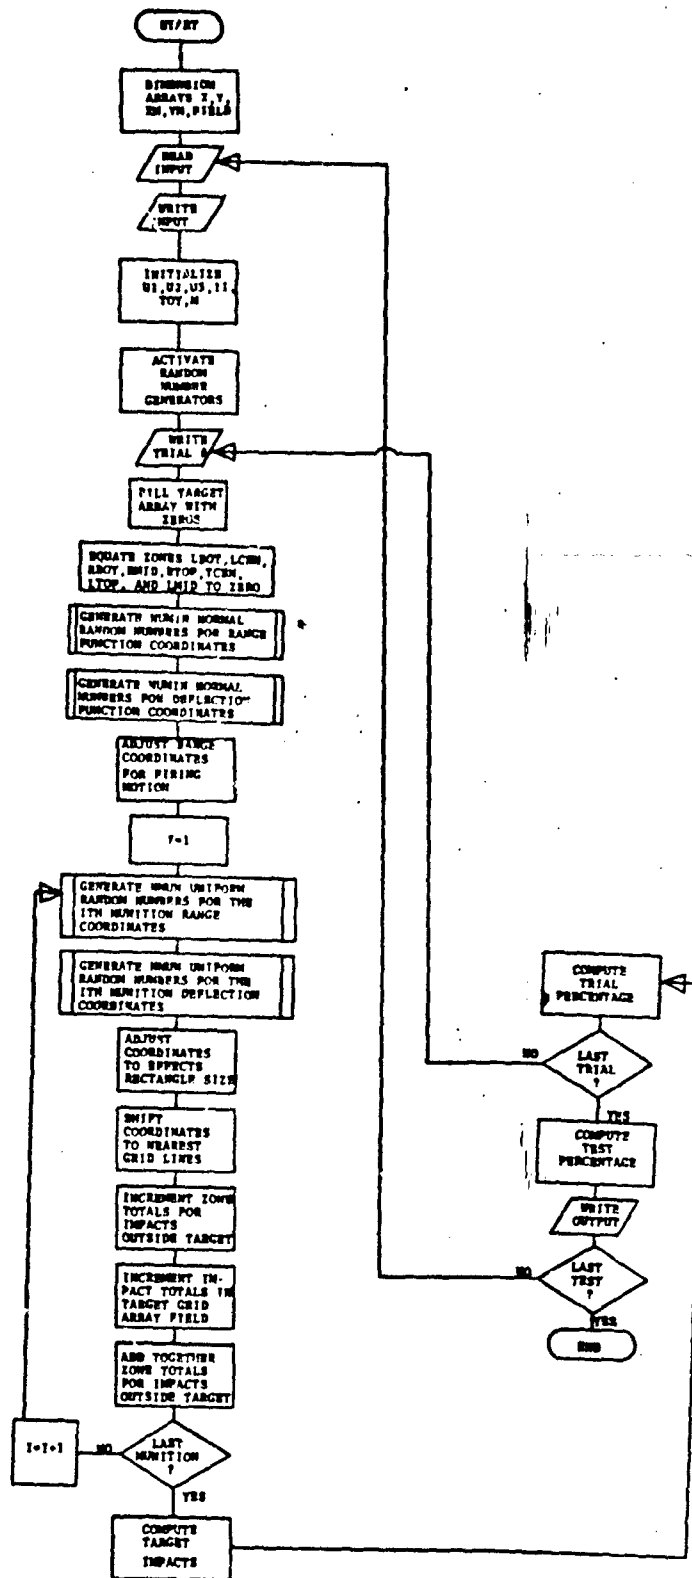 START
DIMENSION
ARRAYS X,Y,
XM,YM,FIELD
READ
INPUT
WRITE
INPUT
INITIALIZE
U1,U2,U3,I1,
TOY,M
ACTIVATE
RANDOM
NUMBER
GENERATORS
WRITE
TRIAL #
FILL TARGET
ARRAY WITH
ZEROS
EQUATE ZONES LBOT,LCEN,
RBOT,RMID,RTOP,TCEN,
LTOP, AND LMID TO ZERO
GENERATE NUMIN NORMAL
RANDOM NUMBERS FOR RANGE
FUNCTION COORDINATES
GENERATE NUMIN NORMAL
NUMBERS FOR DEFLECTION
FUNCTION COORDINATES
ADJUST RANGE
COORDINATES
FOR FIRING
MOTION
=1
GENERATE NMUN UNIFORM
RANDOM NUMBERS FOR THE
ITH MUNITION RANGE
COORDINATES
GENERATE NMUN UNIFORM
RANDOM NUMBERS FOR THE
ITH MUNITION DEFLECTION
COORDINATES
ADJUST
COORDINATES
TO EFFECTS
RECTANGLE SIZE
SHIFT
COORDINATES
TO NEAREST
GRID LINES
INCREMENT ZONE
TOTALS FOR
IMPACTS
OUTSIDE TARGET
INCREMENT IM-
PACT TOTALS IN
TARGET GRID
ARRAY FIELD
ADD TOGETHER
ZONE TOTALS
FOR IMPACTS
OUTSIDE TARGET
LAST
MUNITION
?
NO
I=I+1
YES
COMPUTE
TARGET
IMPACTS
COMPUTE
TRIAL
PERCENTAGE
LAST
TRIAL
?
NO
YES
COMPUTE
TEST
PERCENTAGE
WRITE
OUTPUT
LAST
TEST
?
NO
YES
END